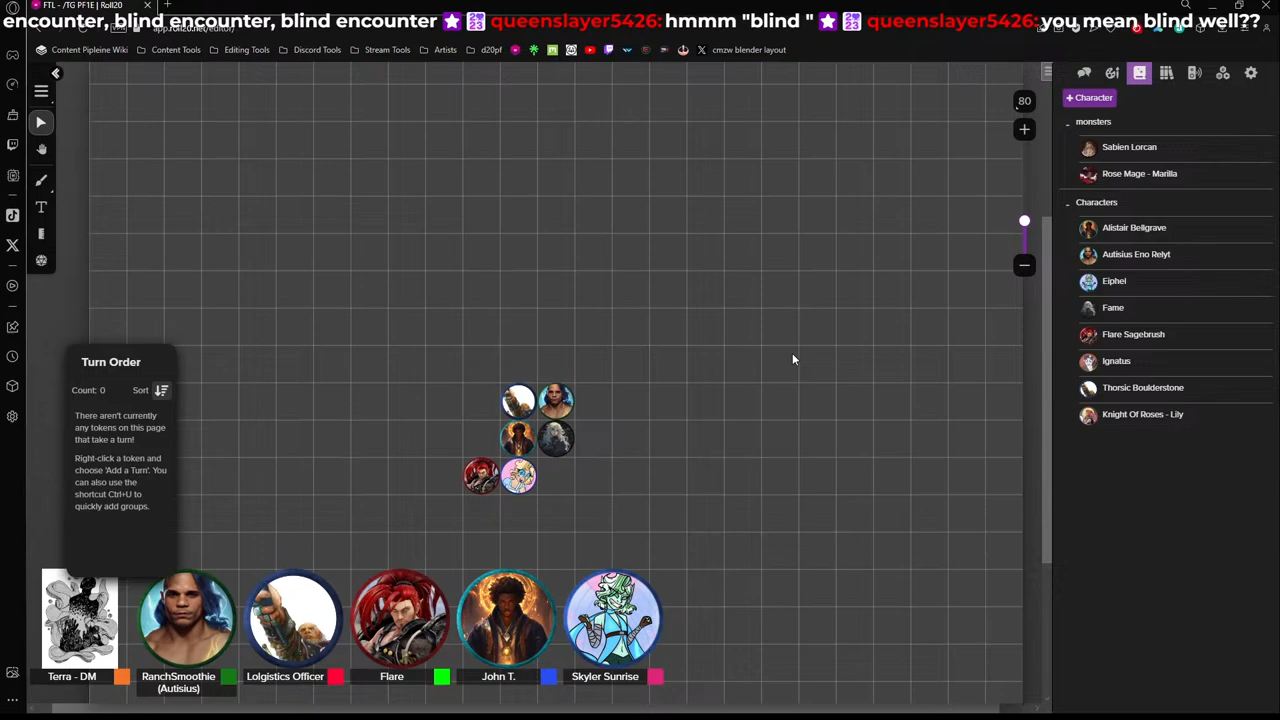 FTL - /TG PF1E | Roll20
encounter, blind encounter, blind encounter queenslayer5426: hmmm "blind " queenslayer5426: you mean blind well??
app.roll20.net/editor/
Content Pipleine Wiki Content Tools Editing Tools Discord Tools Stream Tools Artists d20pf cmzw blender layout
80
+ Character
monsters
Sabien Lorcan
Rose Mage - Marilla
Characters
Alistair Bellgrave
Autisius Eno Relyt
Eiphel
Fame
Flare Sagebrush
Ignatus
Thorsic Boulderstone
Knight Of Roses - Lily
Turn Order
Count: 0 Sort
There aren't currently
any tokens on this page
that take a turn!
Right-click a token and
choose 'Add a Turn'. You
can also use the
shortcut Ctrl+U to
quickly add groups.
Terra - DM
RanchSmoothie
(Autisius)
Lolgistics Officer
Flare
John T.
Skyler Sunrise